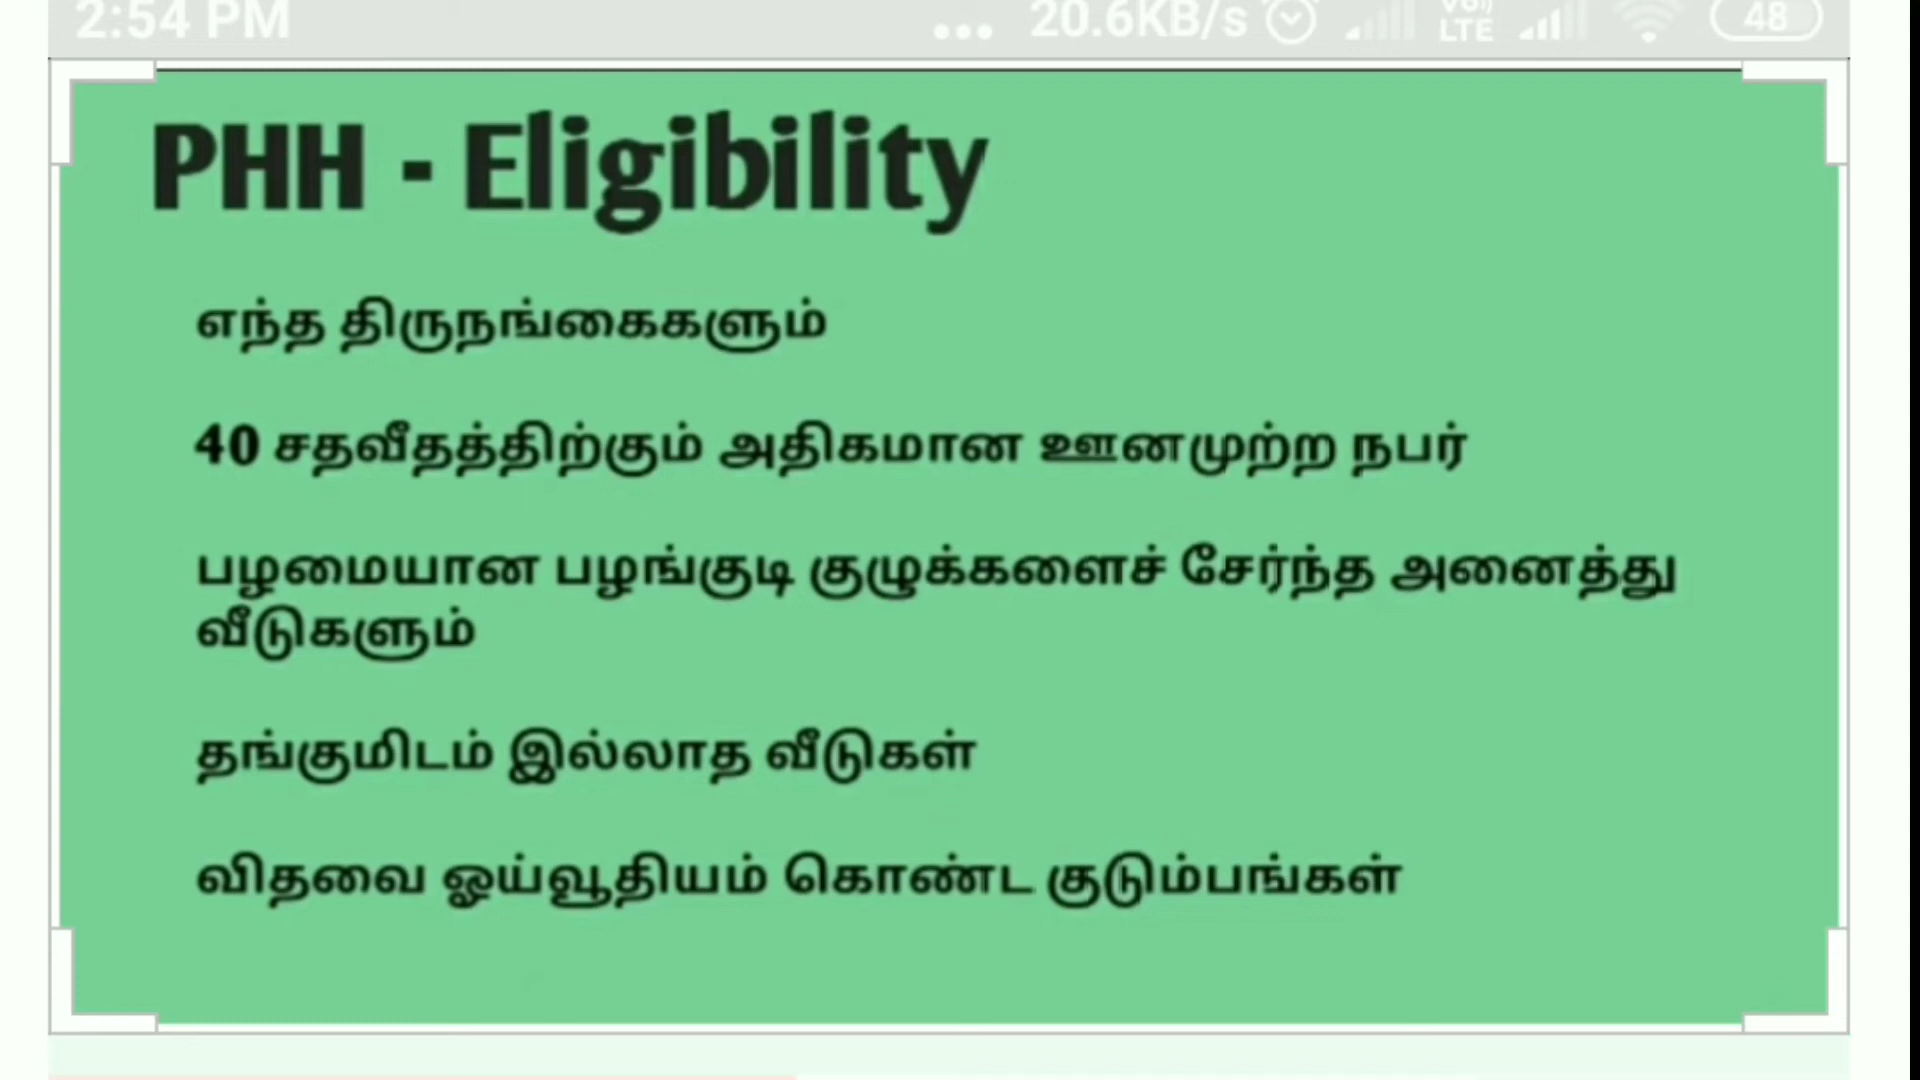 2:54 PM ... 20.6KB/s LTE 48
PHH - Eligibility
எந்த திருநங்கைகளும்
40 சதவீதத்திற்கும் அதிகமான ஊனமுற்ற நபர்
பழமையான பழங்குடி குழுக்களைச் சேர்ந்த அனைத்து
வீடுகளும்
தங்குமிடம் இல்லாத வீடுகள்
விதவை ஓய்வூதியம் கொண்ட குடும்பங்கள்